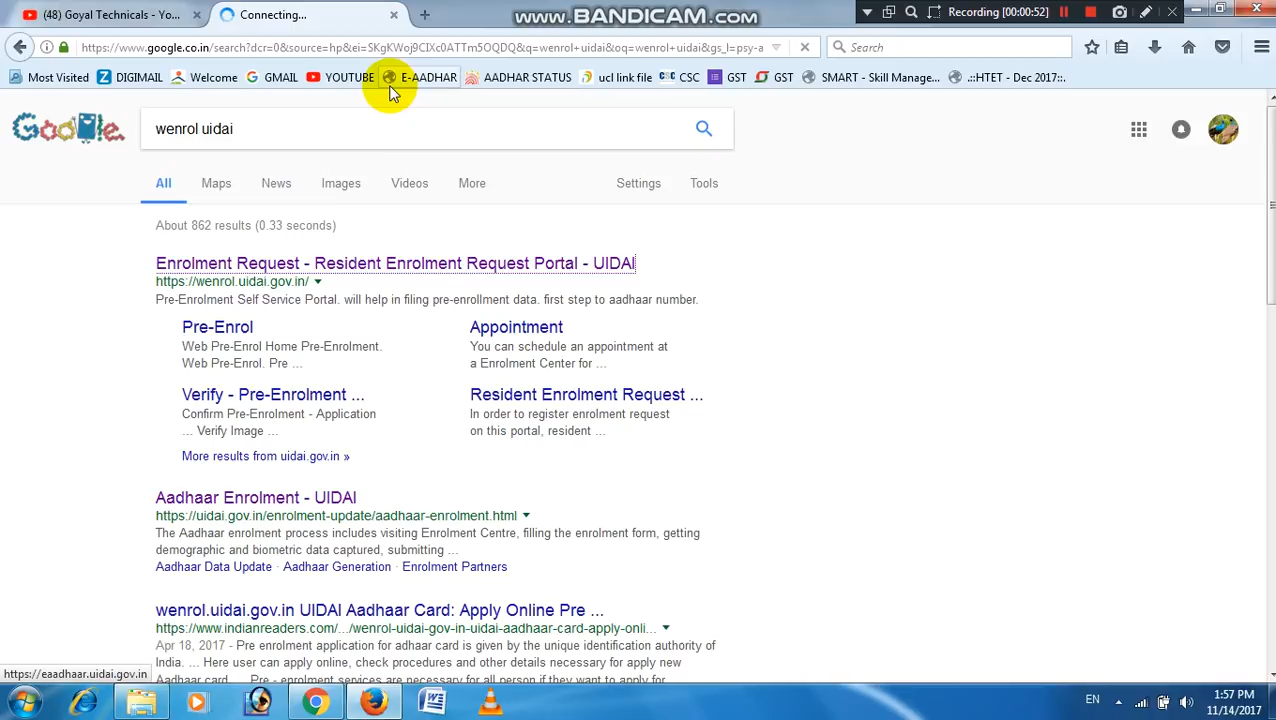 (48) Goyal Technicals - Yo...
Connecting...
www.BANDICAM.com
Recording [00:00:52]
https://www.google.co.in/search?dcr=0&source=hp&ei=SKgKWoj9CIXc0ATTm5OQDQ&q=wenrol+uidai&oq=wenrol+uidai&gs_l=psy-a
Search
Most Visited
DIGIMAIL
Welcome
GMAIL
YOUTUBE
E-AADHAR
AADHAR STATUS
ucl link file
CSC CSC
GST
GST
SMART - Skill Manage...
.::HTET - Dec 2017::.
Google
wenrol uidai
All
Maps
News
Images
Videos
More
Settings
Tools
About 862 results (0.33 seconds)
Enrolment Request - Resident Enrolment Request Portal - UIDAI
https://wenrol.uidai.gov.in/
Pre-Enrolment Self Service Portal. will help in filing pre-enrollment data. first step to aadhaar number.
Pre-Enrol
Web Pre-Enrol Home Pre-Enrolment.
Web Pre-Enrol. Pre ...
Appointment
You can schedule an appointment at
a Enrolment Center for ...
Verify - Pre-Enrolment ...
Confirm Pre-Enrolment - Application
... Verify Image ...
Resident Enrolment Request ...
In order to register enrolment request
on this portal, resident ...
More results from uidai.gov.in »
Aadhaar Enrolment - UIDAI
https://uidai.gov.in/enrolment-update/aadhaar-enrolment.html
The Aadhaar enrolment process includes visiting Enrolment Centre, filling the enrolment form, getting
demographic and biometric data captured, submitting ...
Aadhaar Data Update · Aadhaar Generation · Enrolment Partners
wenrol.uidai.gov.in UIDAI Aadhaar Card: Apply Online Pre ...
https://www.indianreaders.com/.../wenrol-uidai-gov-in-uidai-aadhaar-card-apply-onli...
Apr 18, 2017 - Pre enrolment application for adhaar card is given by the unique identification authority of
India. ... Here user can apply online, check procedures and other details necessary for apply new
Aadhaar card. ... Pre - enrolment services are necessary for all person if they want to apply for
https://eaadhaar.uidai.gov.in
EN
1:57 PM
11/14/2017